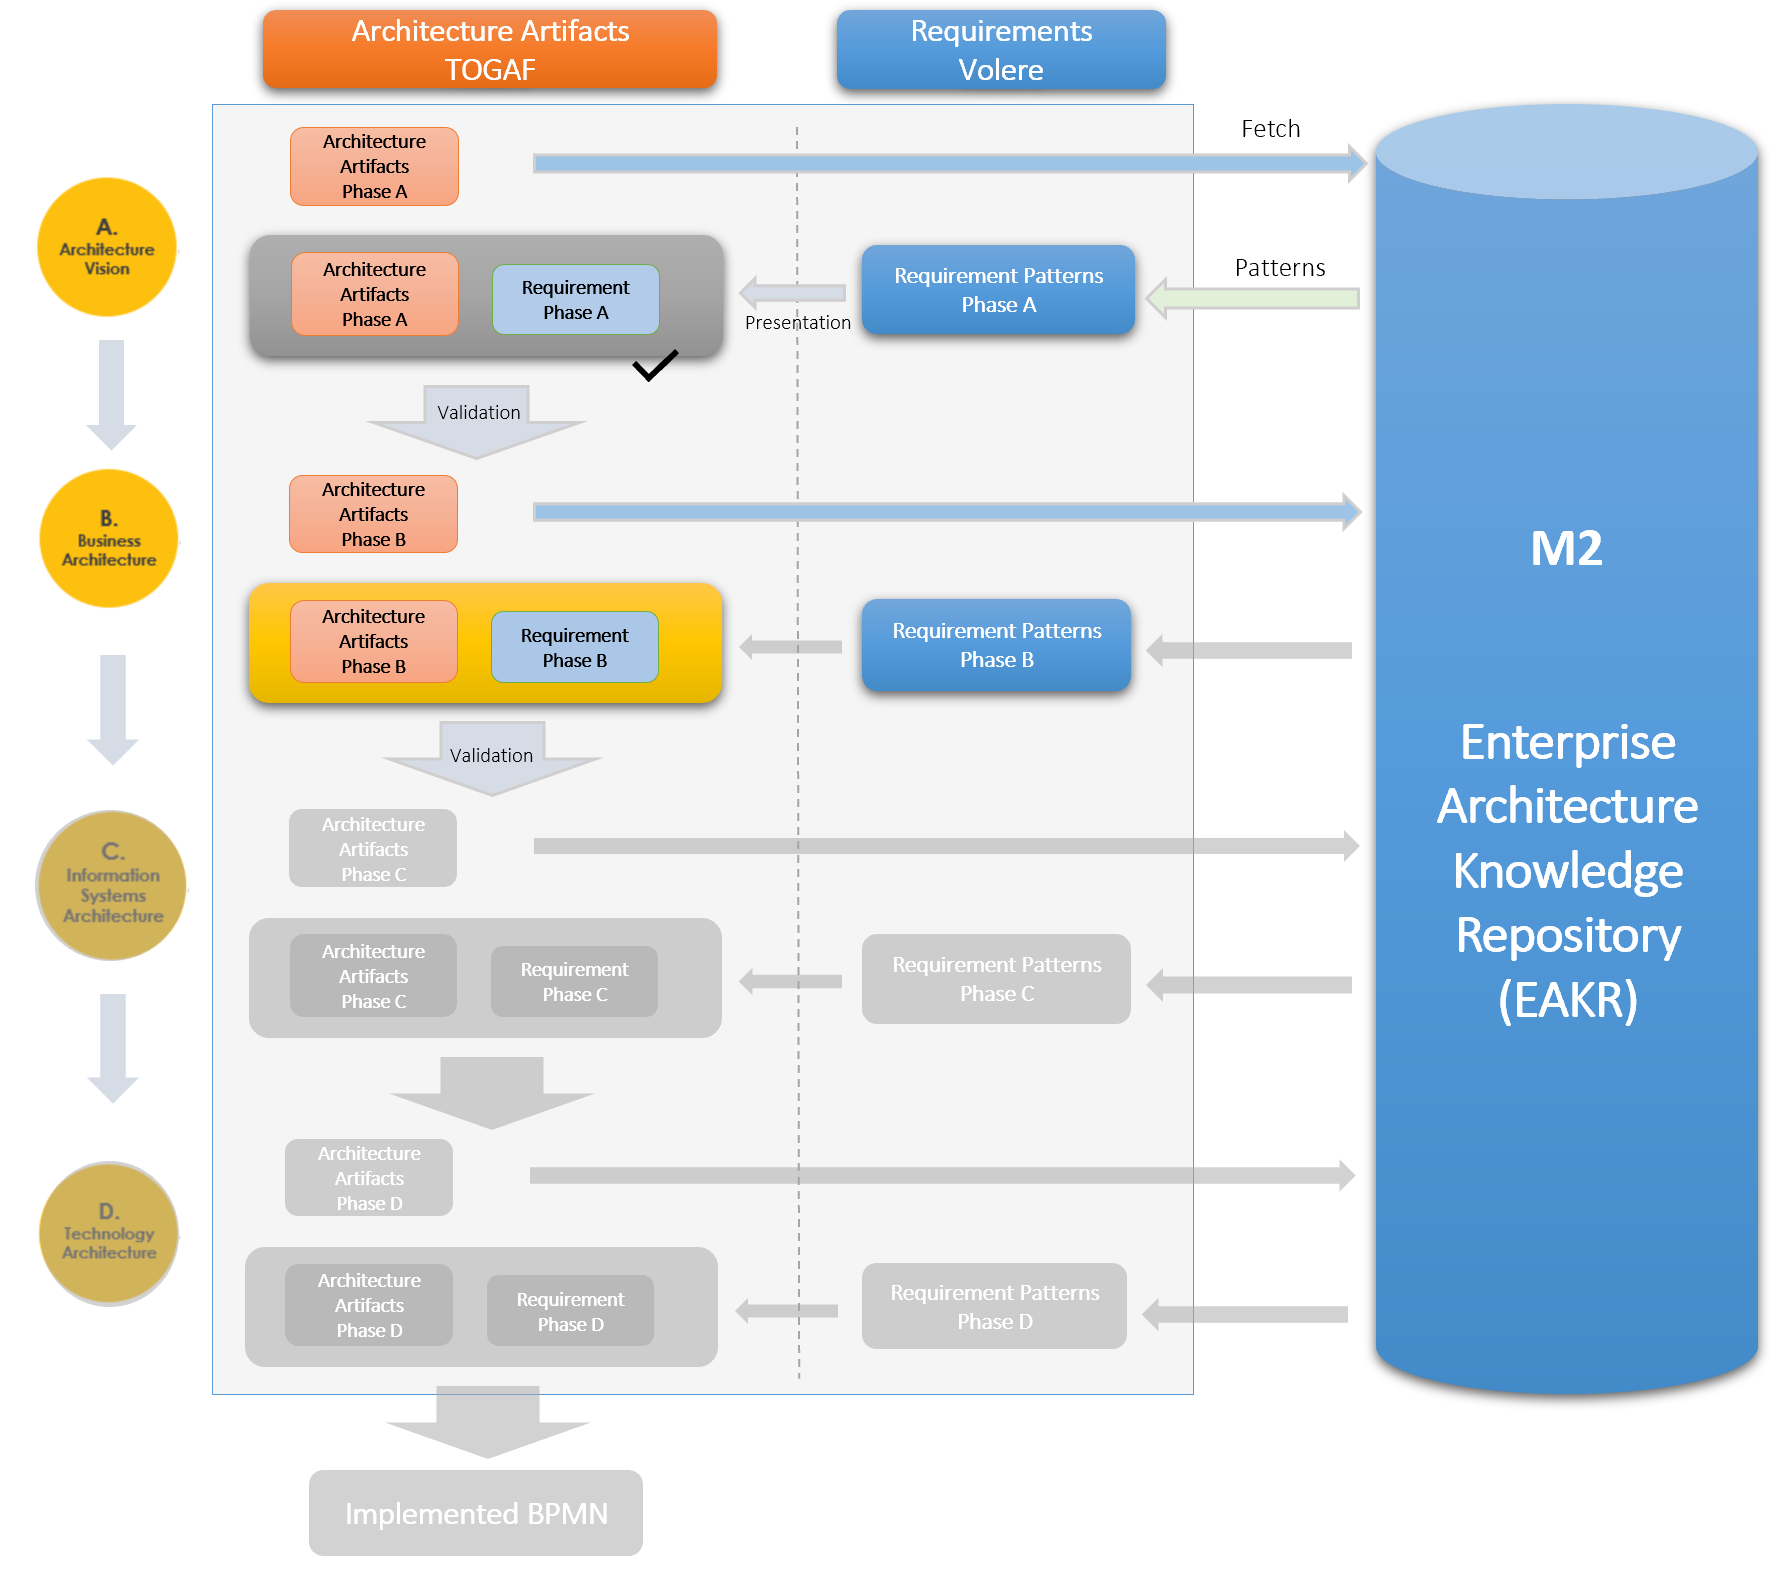 Architecture Artifacts
TOGAF
Requirements
Volere
Fetch
Architecture
Artifacts
Phase A
A.
Architecture
Vision
Architecture
Artifacts
Phase A
Requirement
Phase A
Presentation
Requirement Patterns
Phase A
Patterns
Validation
Architecture
Artifacts
Phase B
B.
Business
Architecture
Architecture
Artifacts
Phase B
Requirement
Phase B
Requirement Patterns
Phase B
Validation
Architecture
Artifacts
Phase C
C.
Information
Systems
Architecture
Architecture
Artifacts
Phase C
Requirement
Phase C
Requirement Patterns
Phase C
Architecture
Artifacts
Phase D
D.
Technology
Architecture
Architecture
Artifacts
Phase D
Requirement
Phase D
Requirement Patterns
Phase D
Implemented BPMN
M2
Enterprise
Architecture
Knowledge
Repository
(EAKR)